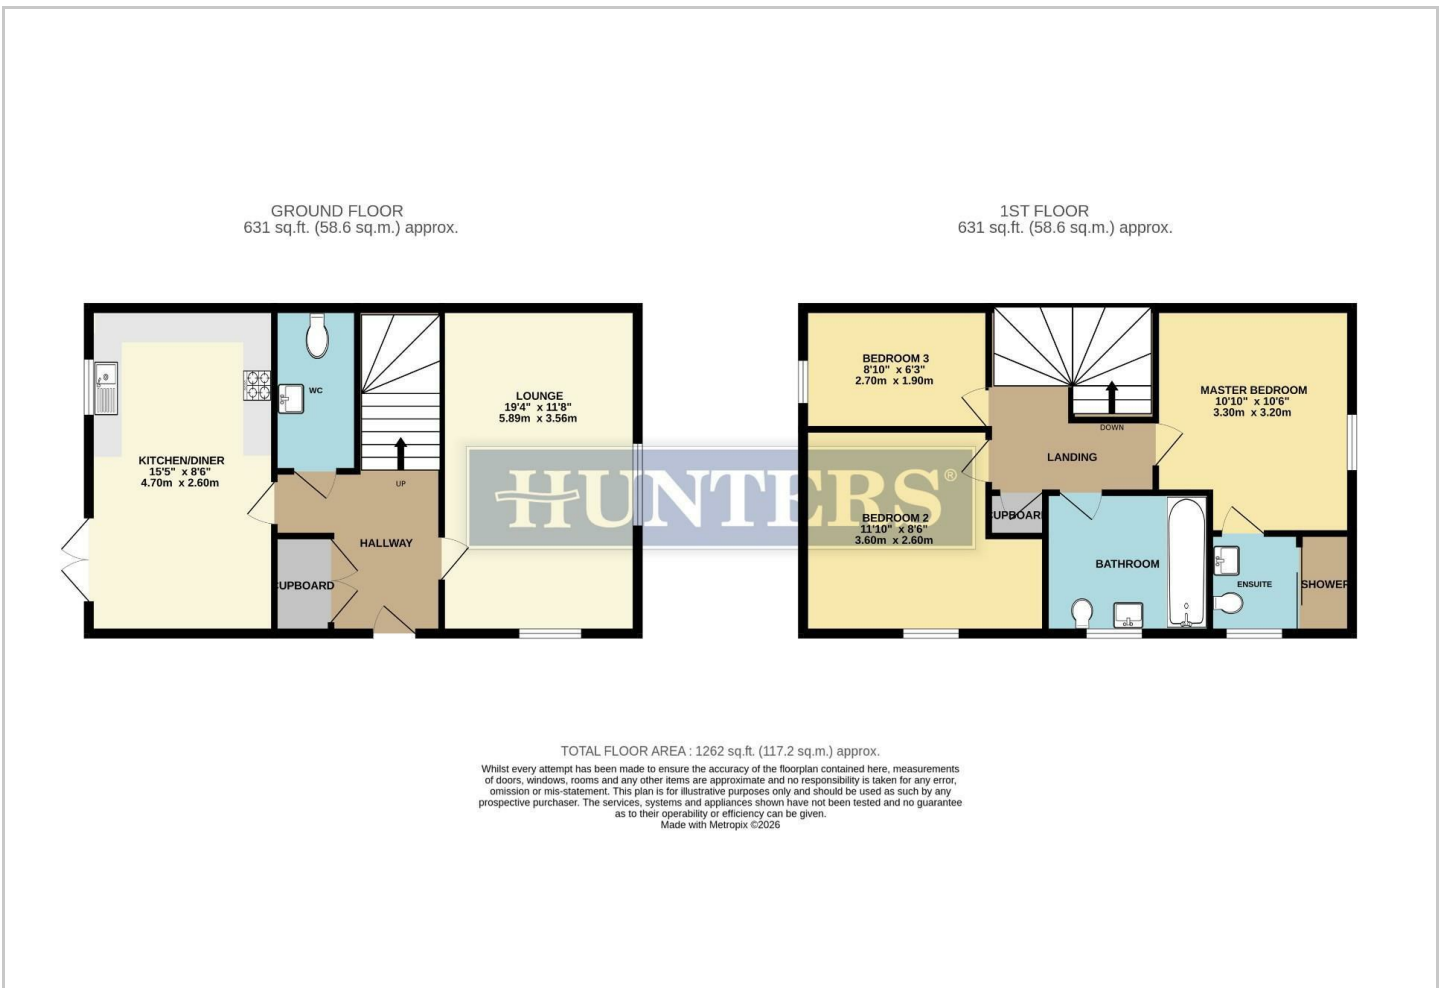 GROUND FLOOR
631 sq.ft. (58.6 sq.m.) approx.
1ST FLOOR
631 sq.ft. (58.6 sq.m.) approx.
WC
KITCHEN/DINER
15'5" x 8'6"
4.70m x 2.60m
LOUNGE
19'4" x 11'8"
5.89m x 3.56m
UP
HALLWAY
CUPBOARD
HUNTERS®
BEDROOM 3
8'10" x 6'3"
2.70m x 1.90m
MASTER BEDROOM
10'10" x 10'6"
3.30m x 3.20m
DOWN
LANDING
CUPBOARD
BEDROOM 2
11'10" x 8'6"
3.60m x 2.60m
BATHROOM
ENSUITE
SHOWER
TOTAL FLOOR AREA : 1262 sq.ft. (117.2 sq.m.) approx.
Whilst every attempt has been made to ensure the accuracy of the floorplan contained here, measurements
of doors, windows, rooms and any other items are approximate and no responsibility is taken for any error,
omission or mis-statement. This plan is for illustrative purposes only and should be used as such by any
prospective purchaser. The services, systems and appliances shown have not been tested and no guarantee
as to their operability or efficiency can be given.
Made with Metropix ©2026